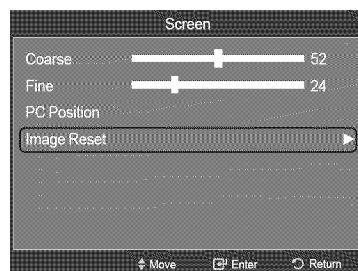 Screen
Coarse 52
Fine 24
PC Position
Image Reset
Move Enter Return